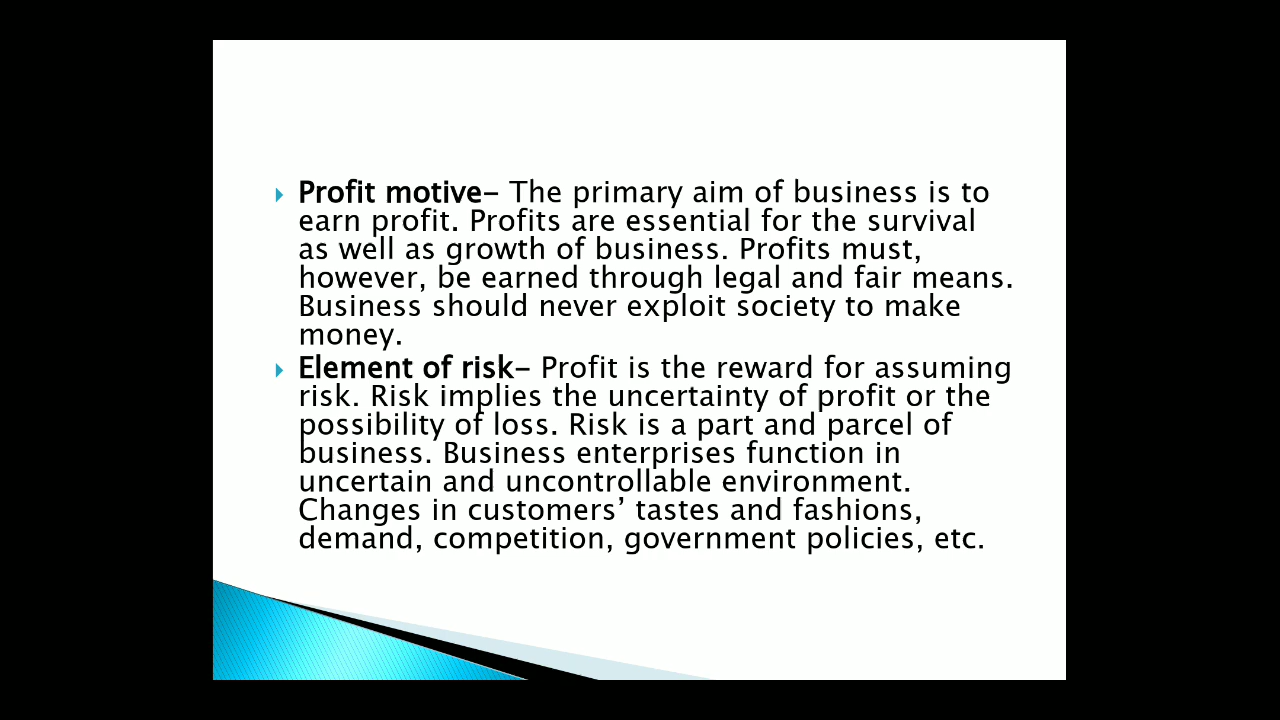 Profit motive– The primary aim of business is to
earn profit. Profits are essential for the survival
as well as growth of business. Profits must,
however, be earned through legal and fair means.
Business should never exploit society to make
money.
Element of risk– Profit is the reward for assuming
risk. Risk implies the uncertainty of profit or the
possibility of loss. Risk is a part and parcel of
business. Business enterprises function in
uncertain and uncontrollable environment.
Changes in customers’ tastes and fashions,
demand, competition, government policies, etc.